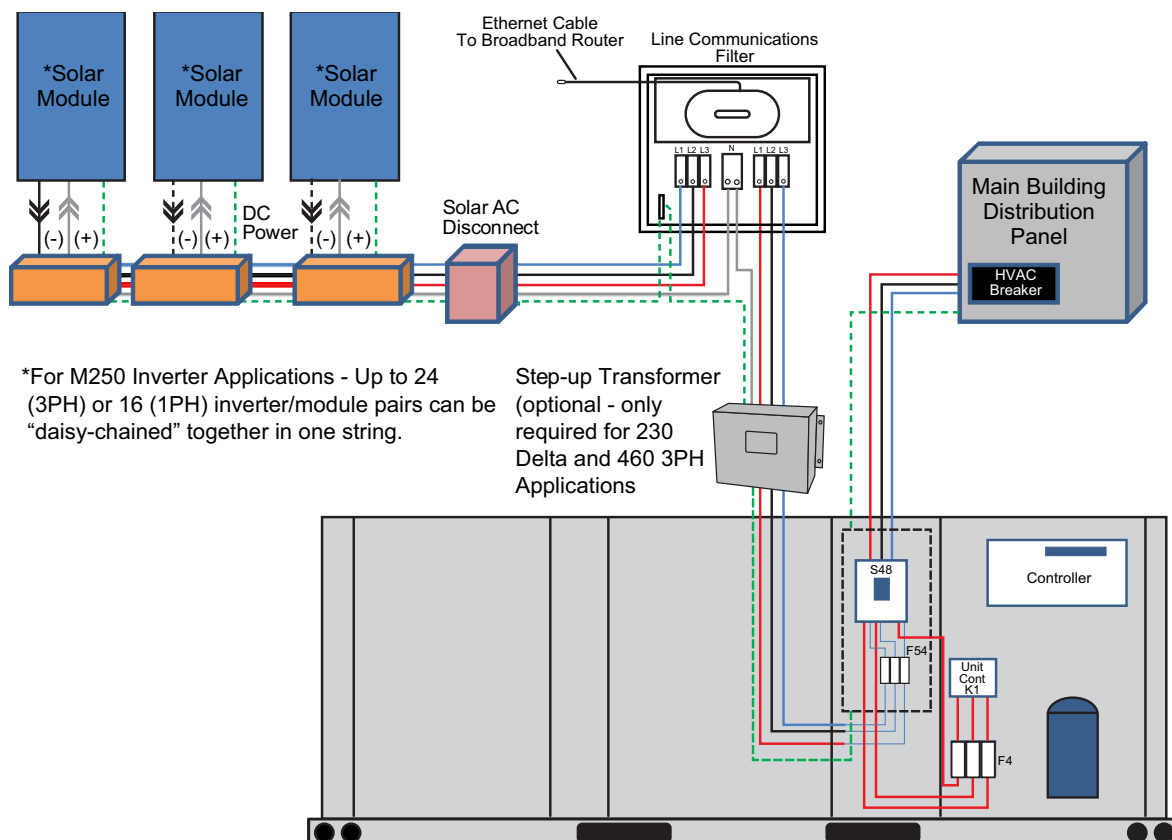 Ethernet Cable
To Broadband Router
Line Communications
Filter
*Solar
Module
*Solar
Module
*Solar
Module
L1 L2 L3 N L1 L2 L3
DC
Power
(-) (+)
(-) (+)
(-) (+)
Solar AC
Disconnect
Main Building
Distribution
Panel
HVAC
Breaker
*For M250 Inverter Applications - Up to 24
(3PH) or 16 (1PH) inverter/module pairs can be
“daisy-chained” together in one string.
Step-up Transformer
(optional - only
required for 230
Delta and 460 3PH
Applications
S48
Controller
F54
Unit
Cont
K1
F4